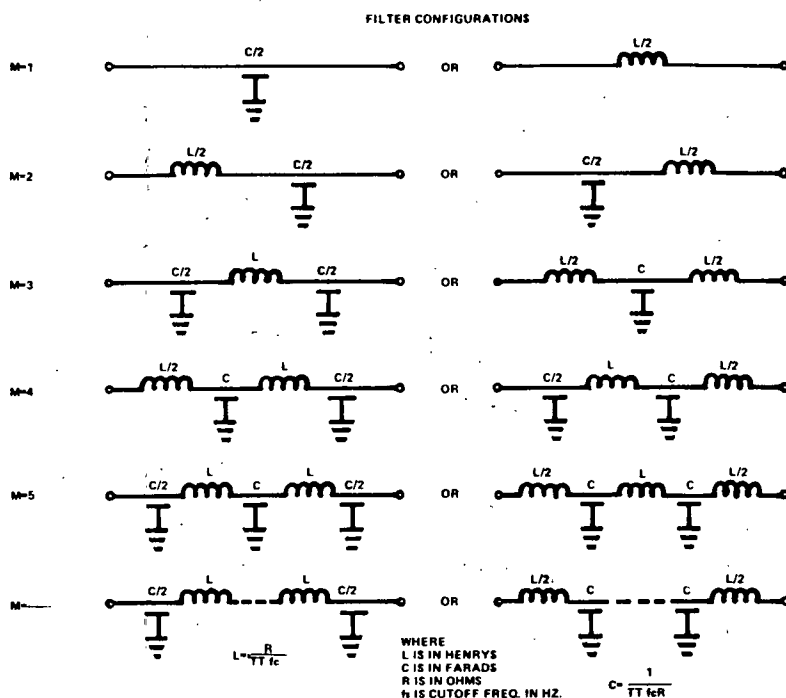 FILTER CONFIGURATIONS
M=1 C/2 OR L/2
M=2 L/2 C/2 OR C/2 L/2
M=3 C/2 L C/2 OR L/2 C L/2
M=4 L/2 C L C/2 OR C/2 L C L/2
M=5 C/2 L C L C/2 OR L/2 C L C L/2
M= C/2 L L C/2 OR L/2 C C L/2
L= R
TT fc
WHERE
L IS IN HENRYS
C IS IN FARADS
R IS IN OHMS
IS CUTOFF FREQ. IN HZ.
C= 1
TT fcR